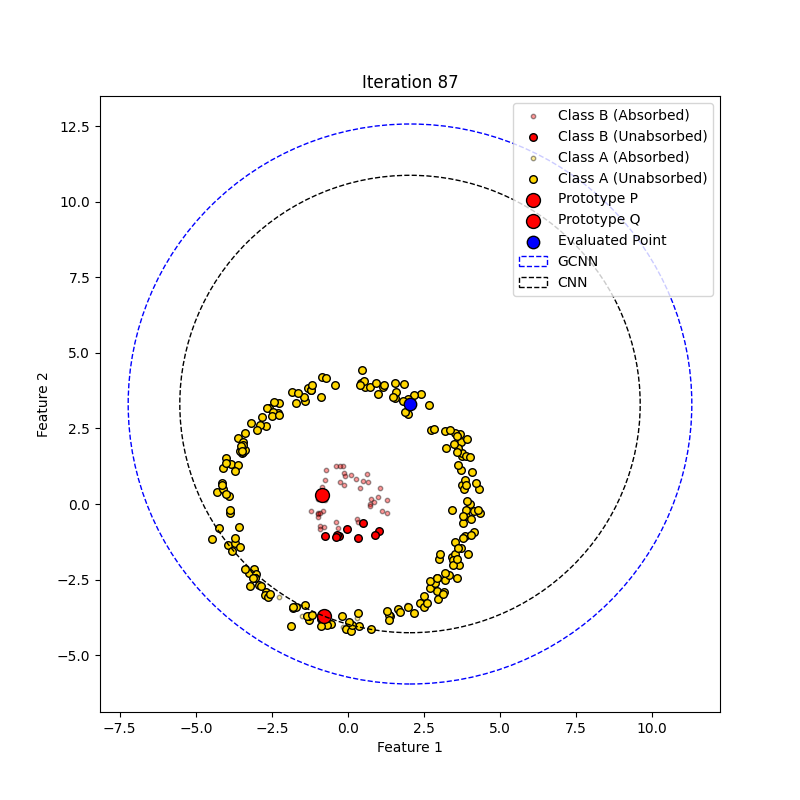 Iteration 87
Class B (Absorbed)
Class B (Unabsorbed)
Class A (Absorbed)
Class A (Unabsorbed)
Prototype P
Prototype Q
Evaluated Point
GCNN
CNN
12.5
10.0
7.5
5.0
2.5
0.0
−2.5
−5.0
Feature 2
−7.5 −5.0 −2.5 0.0 2.5 5.0 7.5 10.0
Feature 1